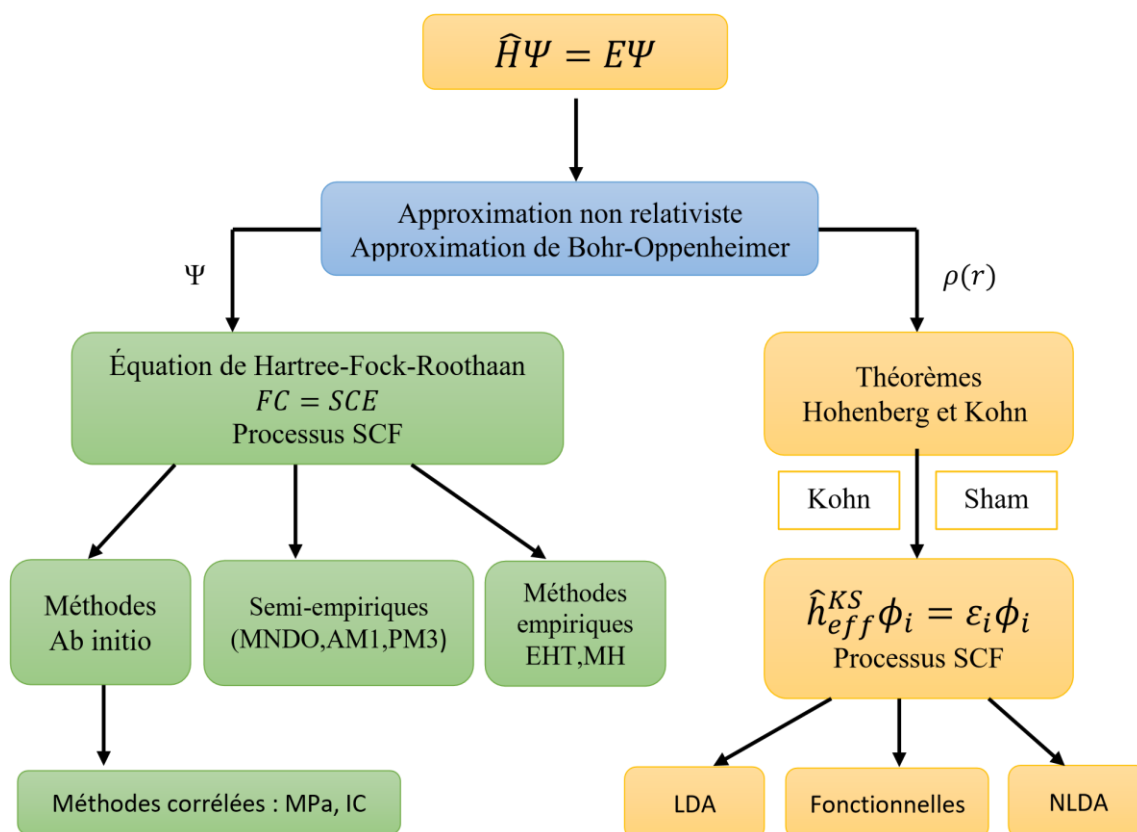 ĤΨ = EΨ
Approximation non relativiste
Approximation de Bohr-Oppenheimer
Ψ
ρ(r)
Équation de Hartree-Fock-Roothaan
FC = SCE
Processus SCF
Théorèmes
Hohenberg et Kohn
Kohn
Sham
Méthodes
Ab initio
Semi-empiriques
(MNDO,AM1,PM3)
Méthodes
empiriques
EHT,MH
ĥ_eff^KS ϕ_i = ε_i ϕ_i
Processus SCF
Méthodes corrélées : MPa, IC
LDA
Fonctionnelles
NLDA